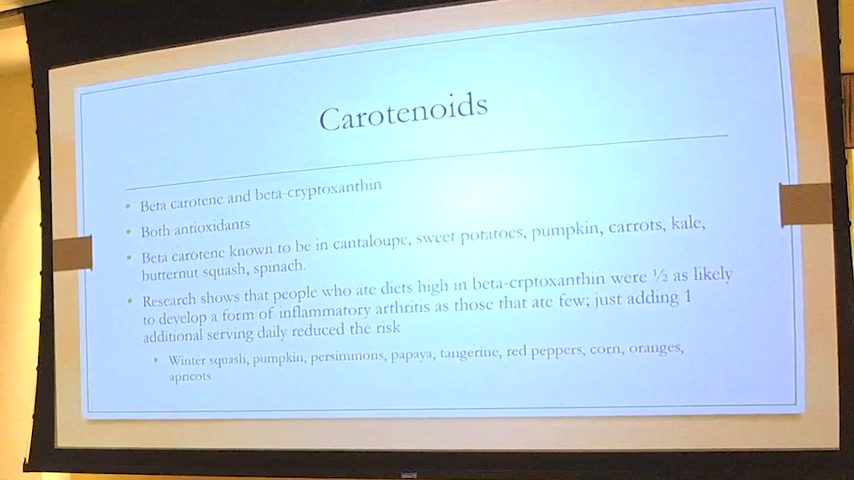 Carotenoids
• Beta carotene and beta-cryptoxanthin
• Both antioxidants
• Beta carotene known to be in cantaloupe, sweet potatoes, pumpkin, carrots, kale,
butternut squash, spinach.
• Research shows that people who ate diets high in beta-crptoxanthin were ½ as likely
to develop a form of inflammatory arthritis as those that ate few; just adding 1
additional serving daily reduced the risk
• Winter squash, pumpkin, persimmons, papaya, tangerine, red peppers, corn, oranges,
apricots